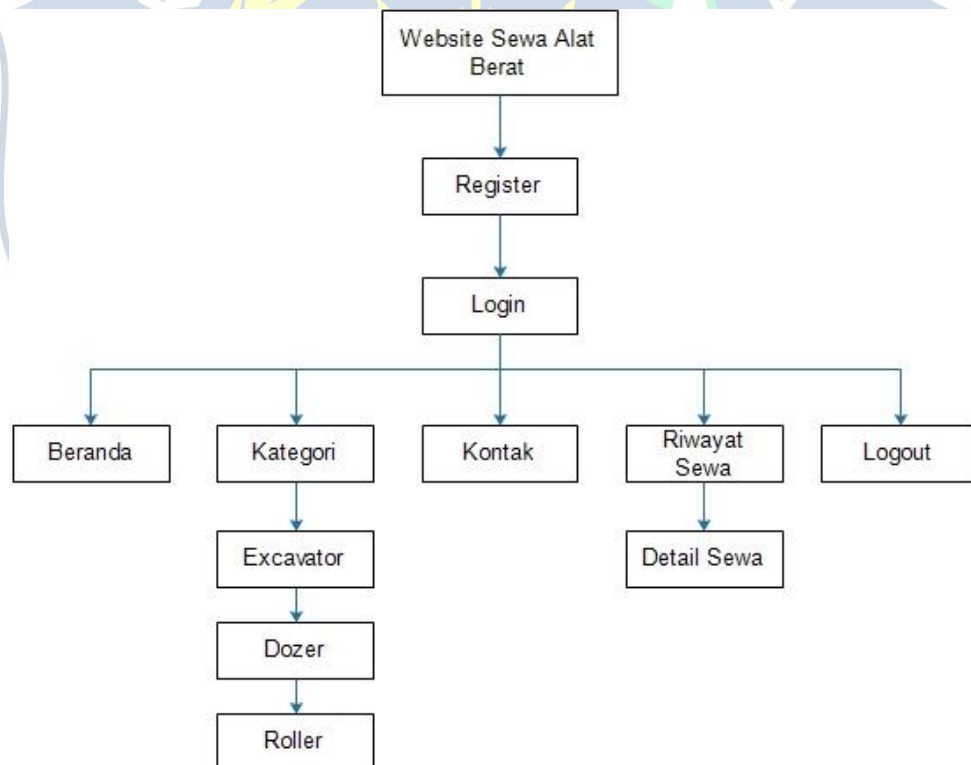 Website Sewa Alat
Berat
Register
Login
Beranda
Kategori
Kontak
Riwayat
Sewa
Logout
Excavator
Detail Sewa
Dozer
Roller